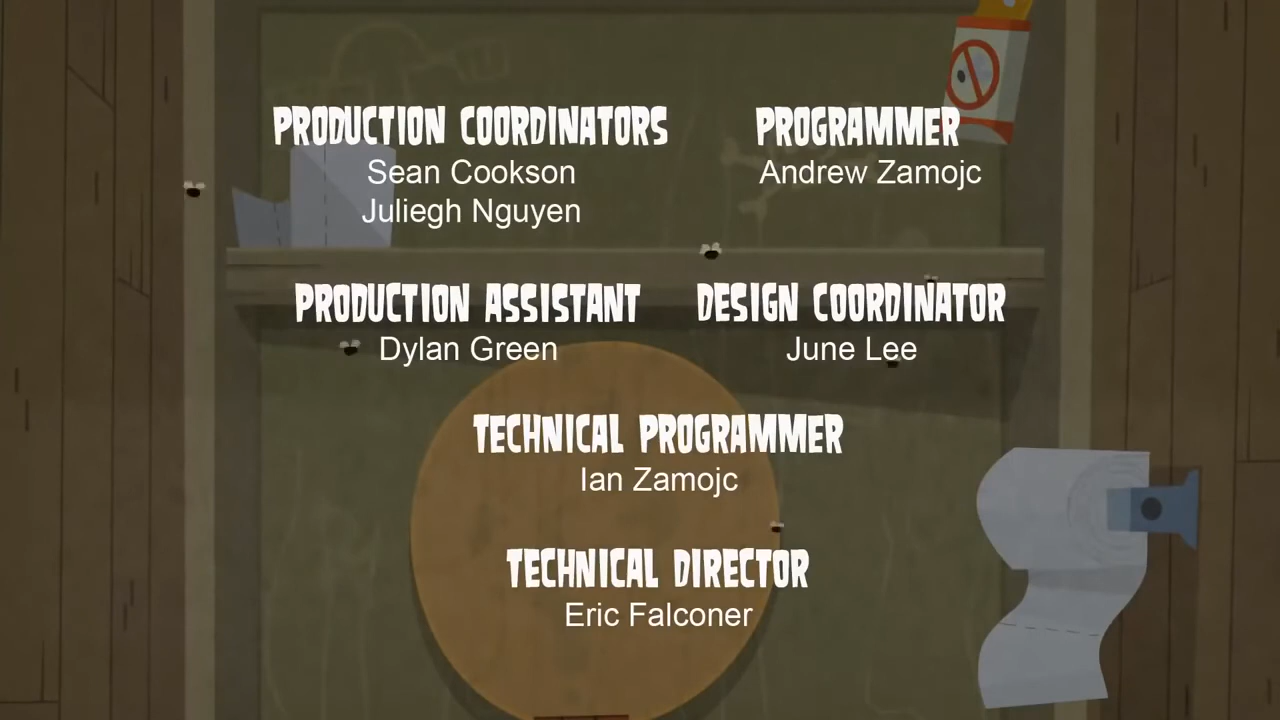 PRODUCTION COORDINATORS
Sean Cookson
Juliegh Nguyen
PROGRAMMER
Andrew Zamojc
PRODUCTION ASSISTANT
Dylan Green
DESIGN COORDINATOR
June Lee
TECHNICAL PROGRAMMER
Ian Zamojc
TECHNICAL DIRECTOR
Eric Falconer